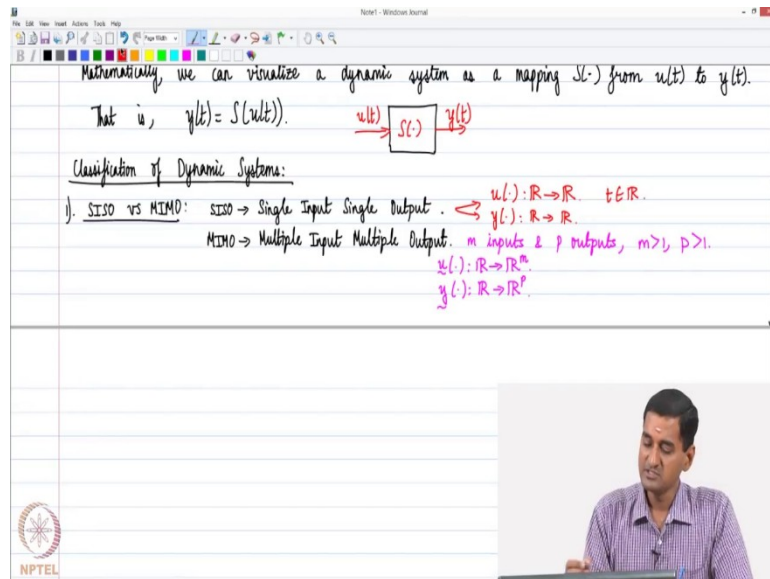 Note1 - Windows Journal
File Edit View Insert Actions Tools Help
Page Width
B I
Mathematically, we can visualize a dynamic system as a mapping S(·) from u(t) to y(t).
That is, y(t) = S(u(t)). u(t) S(·) y(t)
Classification of Dynamic Systems:
1). SISO vs MIMO: SISO → Single Input Single Output. u(·): ℝ → ℝ. t ∈ ℝ.
y(·): ℝ → ℝ.
MIMO → Multiple Input Multiple Output. m inputs & p outputs, m>1, p>1.
u(·): ℝ → ℝᵐ.
y(·): ℝ → ℝᵖ.
NPTEL